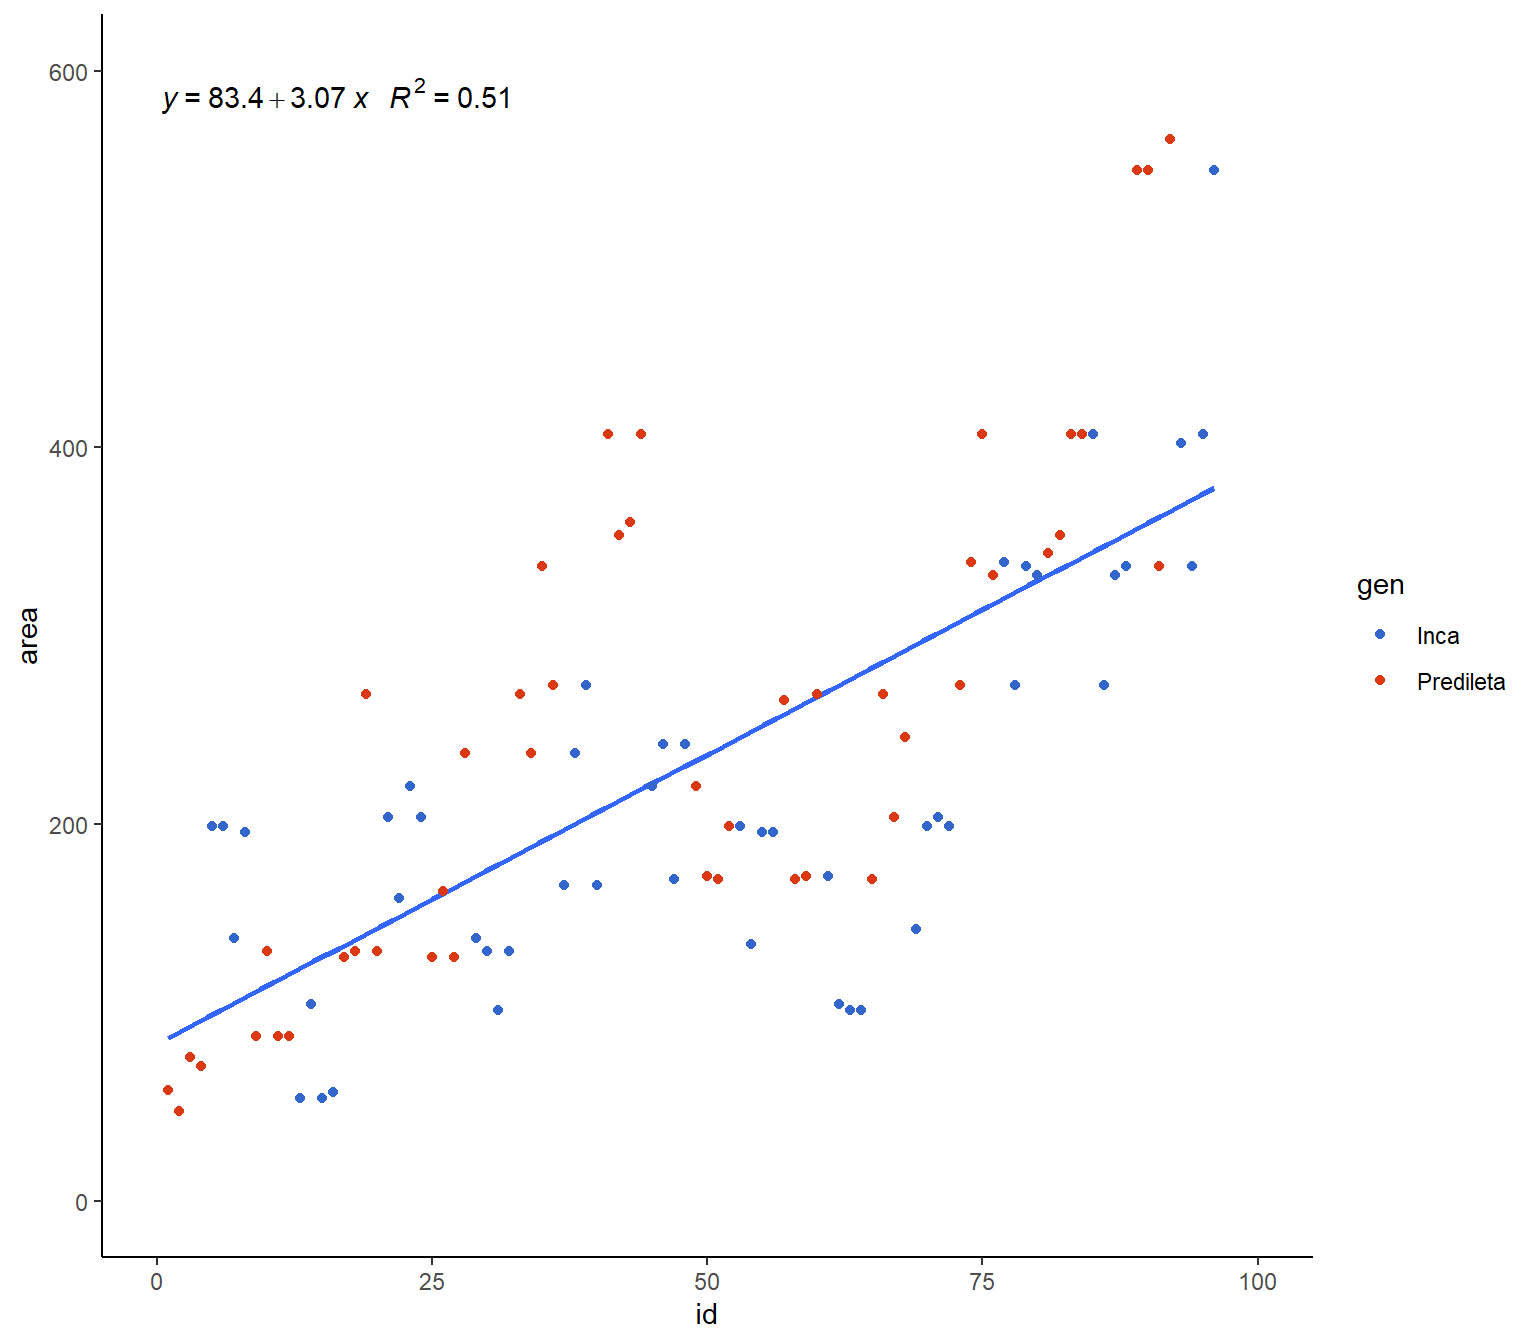 600
y = 83.4 + 3.07 x   R² = 0.51
400
area
gen
Inca
Predileta
200
0
0 25 50 75 100
id